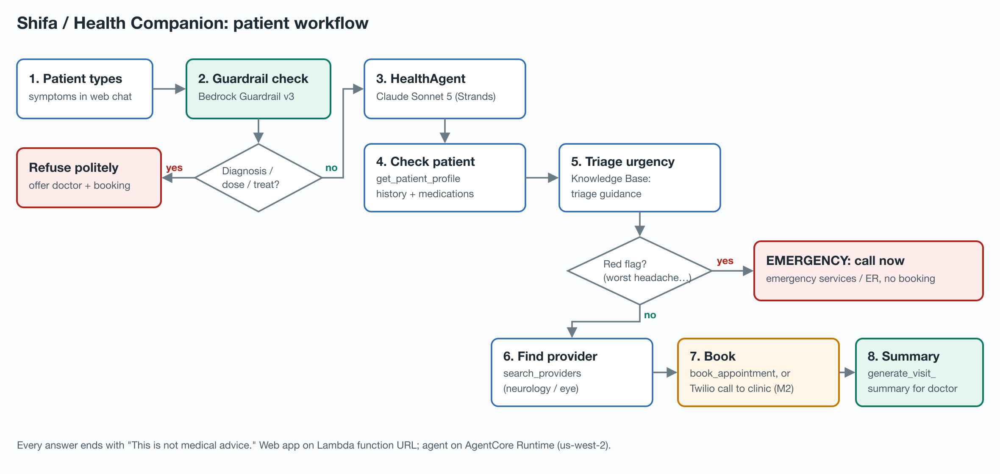 Shifa / Health Companion: patient workflow
1. Patient types
symptoms in web chat
2. Guardrail check
Bedrock Guardrail v3
3. HealthAgent
Claude Sonnet 5 (Strands)
Refuse politely
offer doctor + booking
yes
Diagnosis /
dose / treat?
no
4. Check patient
get_patient_profile
history + medications
5. Triage urgency
Knowledge Base:
triage guidance
Red flag?
(worst headache…)
yes
EMERGENCY: call now
emergency services / ER, no booking
no
6. Find provider
search_providers
(neurology / eye)
7. Book
book_appointment, or
Twilio call to clinic (M2)
8. Summary
generate_visit_
summary for doctor
Every answer ends with "This is not medical advice." Web app on Lambda function URL; agent on AgentCore Runtime (us-west-2).